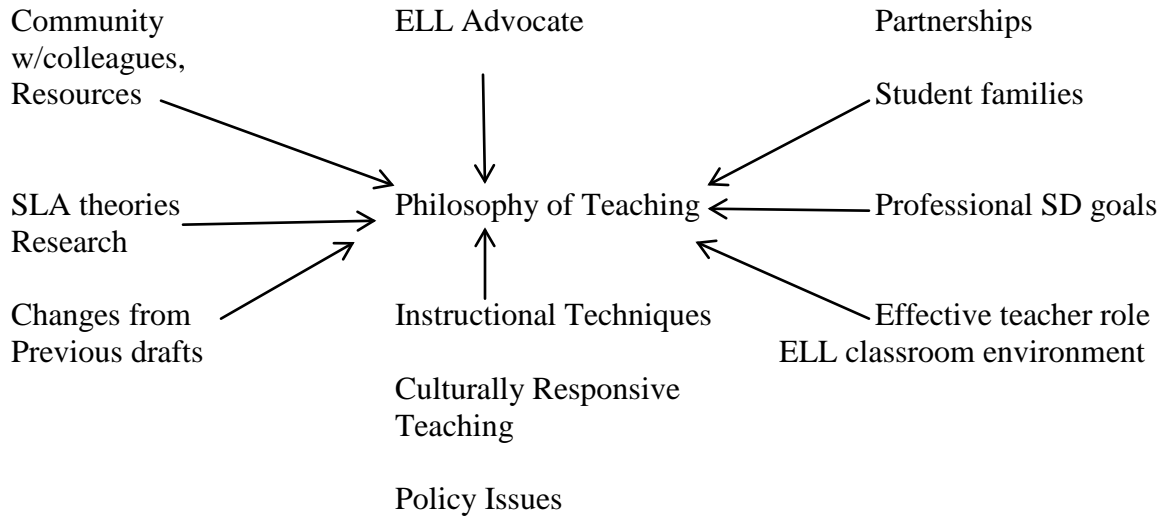 Community
w/colleagues,
Resources
ELL Advocate
Partnerships
Student families
SLA theories
Research
Philosophy of Teaching
Professional SD goals
Changes from
Previous drafts
Instructional Techniques
Culturally Responsive
Teaching
Policy Issues
Effective teacher role
ELL classroom environment